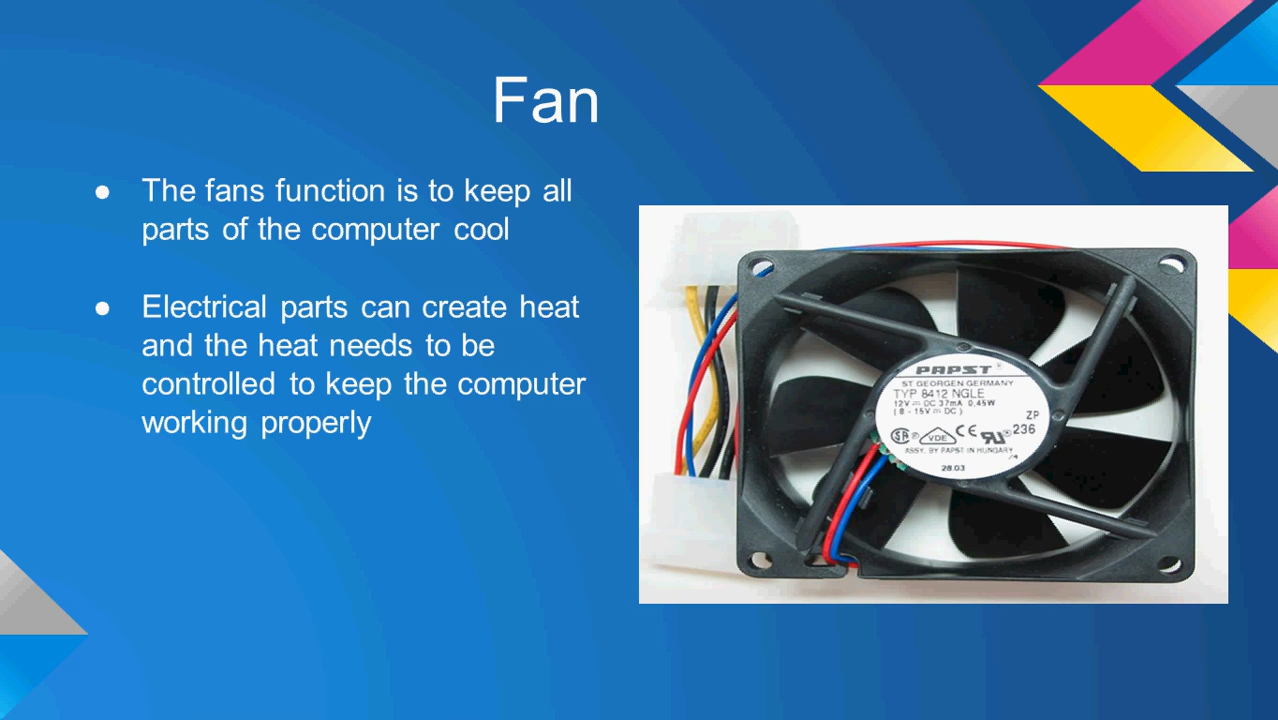 Fan
● The fans function is to keep all
parts of the computer cool
● Electrical parts can create heat
and the heat needs to be
controlled to keep the computer
working properly
PAPST
ST GEORGEN GERMANY
TYP 8412 NGLE
12V ⎓ DC 37mA 0,45W
( 8 - 15V ⎓ DC )
ZP
236
VDE CE
ASSY. BY PAPST IN HUNGARY
28.03